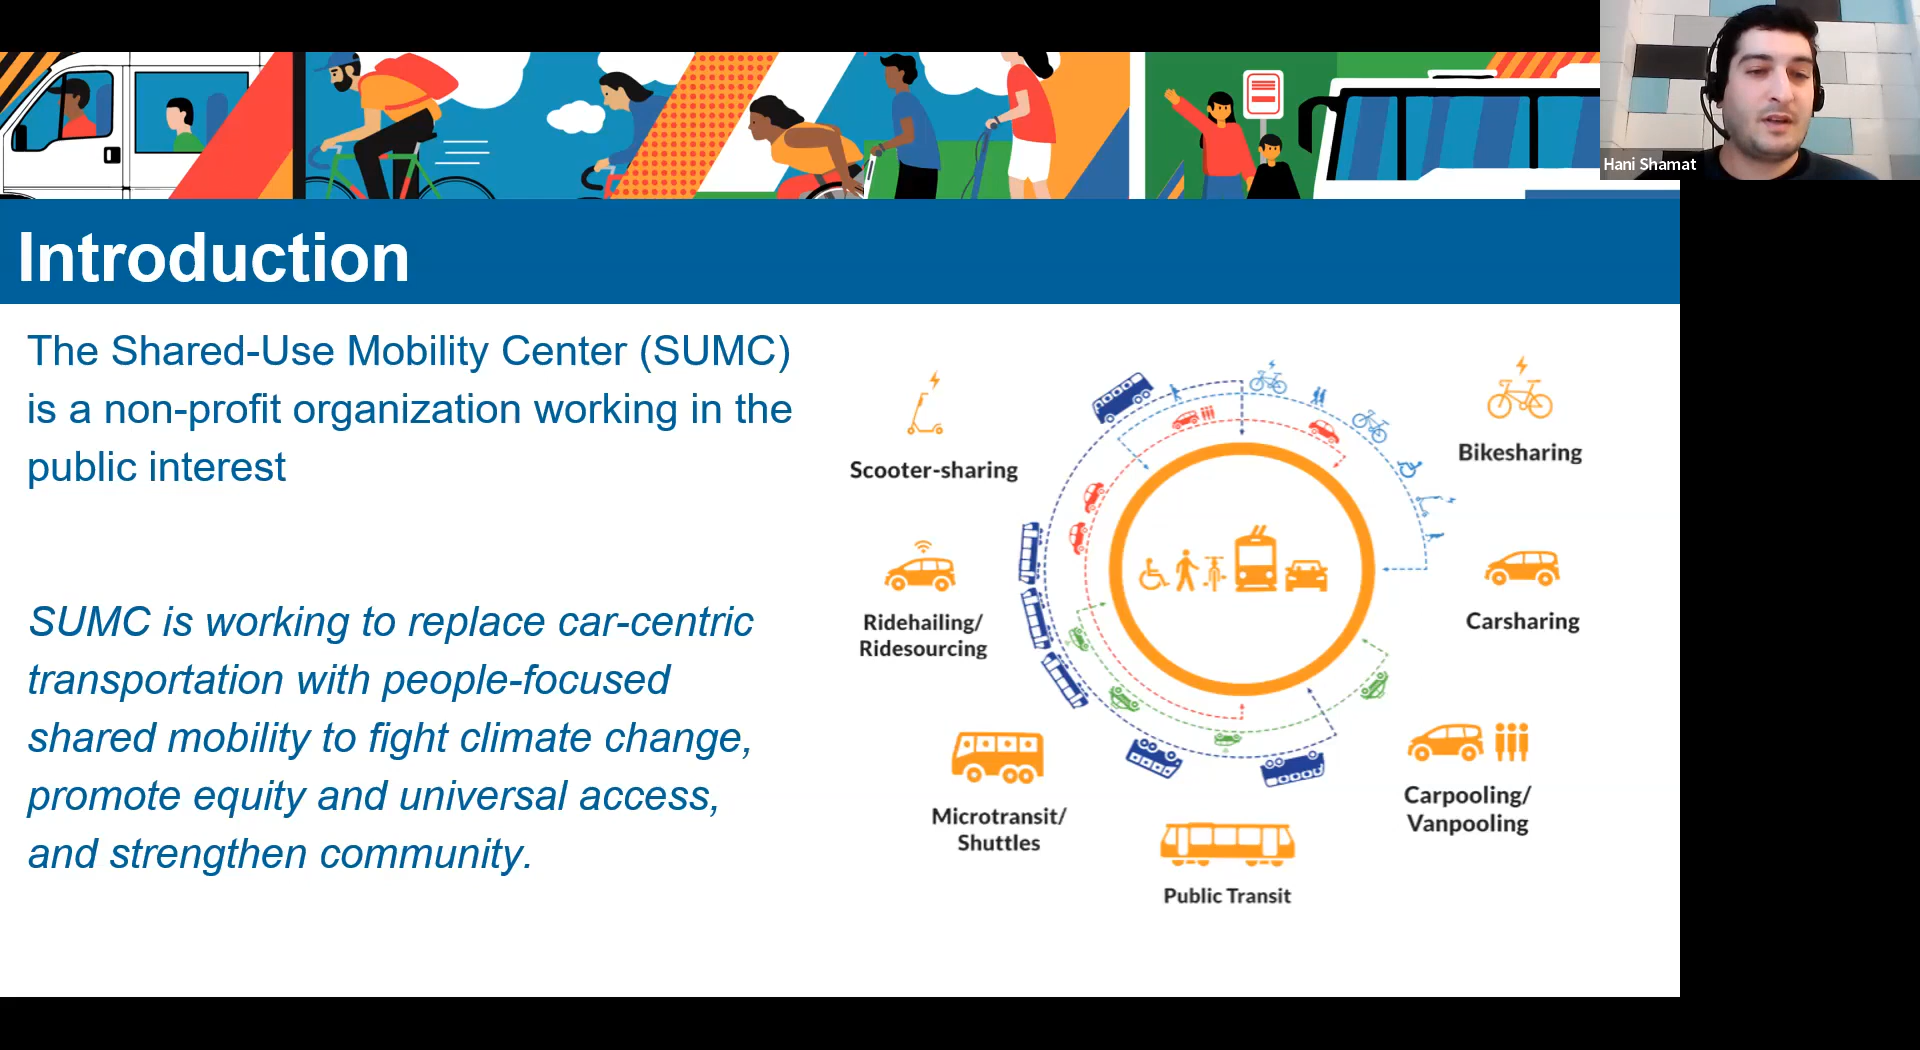 Hani Shamat
Introduction
The Shared-Use Mobility Center (SUMC)
is a non-profit organization working in the
public interest
SUMC is working to replace car-centric
transportation with people-focused
shared mobility to fight climate change,
promote equity and universal access,
and strengthen community.
Scooter-sharing
Bikesharing
Ridehailing/
Ridesourcing
Carsharing
Microtransit/
Shuttles
Carpooling/
Vanpooling
Public Transit